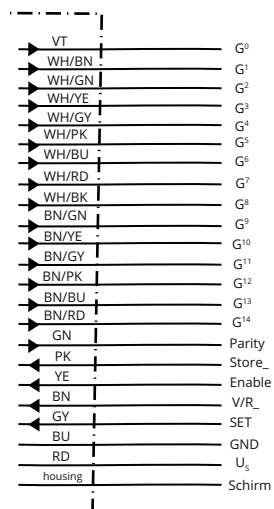 VT G⁰
WH/BN G¹
WH/GN G²
WH/YE G³
WH/GY G⁴
WH/PK G⁵
WH/BU G⁶
WH/RD G⁷
WH/BK G⁸
BN/GN G⁹
BN/YE G¹⁰
BN/GY G¹¹
BN/PK G¹²
BN/BU G¹³
BN/RD G¹⁴
GN Parity
PK Store_
YE Enable
BN V/R_
GY SET
BU GND
RD Uₛ
housing Schirm